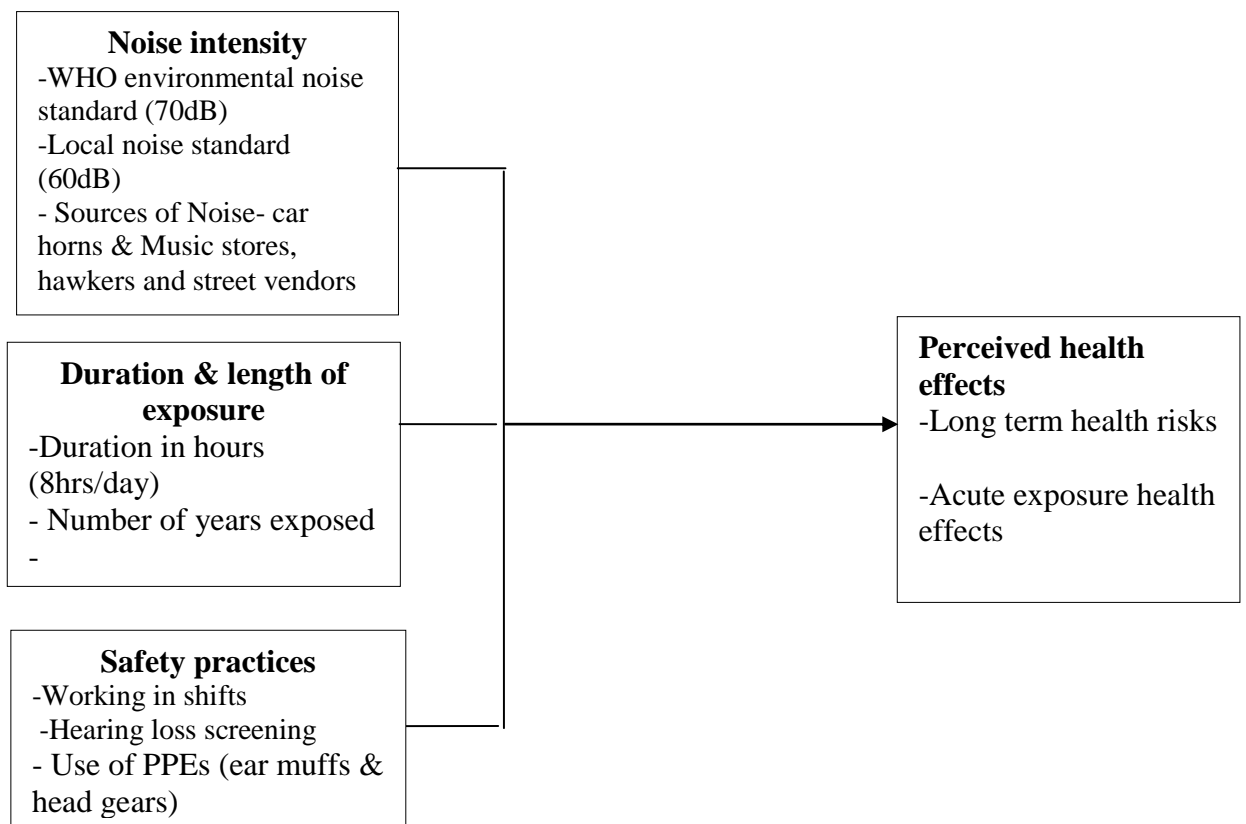 Noise intensity
-WHO environmental noise
standard (70dB)
-Local noise standard
(60dB)
- Sources of Noise- car
horns & Music stores,
hawkers and street vendors
Duration & length of
exposure
-Duration in hours
(8hrs/day)
- Number of years exposed
-
Safety practices
-Working in shifts
-Hearing loss screening
- Use of PPEs (ear muffs &
head gears)
Perceived health
effects
-Long term health risks
-Acute exposure health
effects